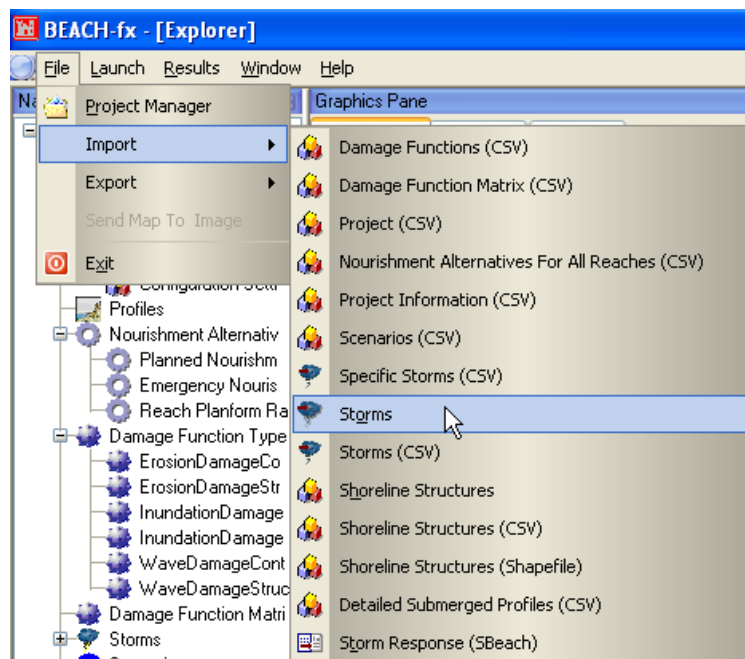 BEACH-fx - [Explorer]
File Launch Results Window Help
Graphics Pane
Project Manager
Import
Export
Send Map To Image
Exit
Damage Functions (CSV)
Damage Function Matrix (CSV)
Project (CSV)
Nourishment Alternatives For All Reaches (CSV)
Project Information (CSV)
Scenarios (CSV)
Specific Storms (CSV)
Storms
Storms (CSV)
Shoreline Structures
Shoreline Structures (CSV)
Shoreline Structures (Shapefile)
Detailed Submerged Profiles (CSV)
Storm Response (SBeach)
Profiles
Nourishment Alternativ
Planned Nourishm
Emergency Nouris
Reach Planform Ra
Damage Function Type
ErosionDamageCo
ErosionDamageStr
InundationDamage
InundationDamage
WaveDamageCont
WaveDamageStruc
Damage Function Matri
Storms